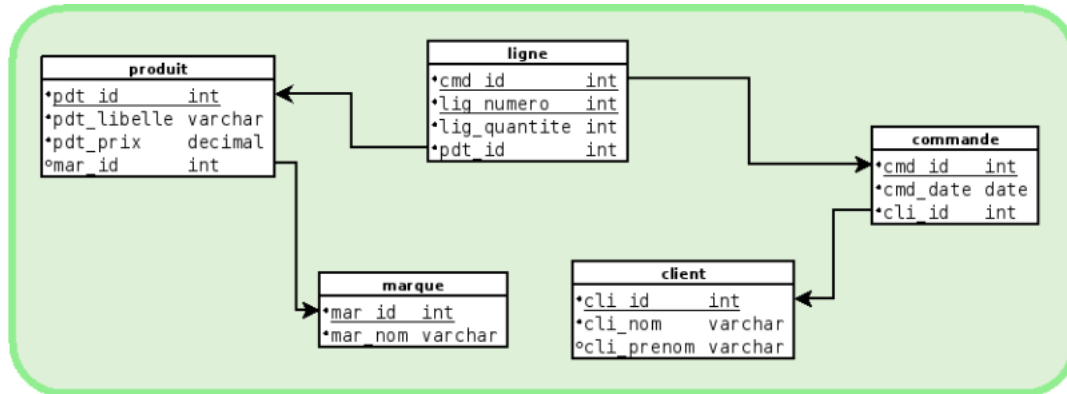 produit
pdt_id int
pdt_libelle varchar
pdt_prix decimal
mar_id int
ligne
cmd_id int
lig_numero int
lig_quantite int
pdt_id int
commande
cmd_id int
cmd_date date
cli_id int
marque
mar_id int
mar_nom varchar
client
cli_id int
cli_nom varchar
cli_prenom varchar